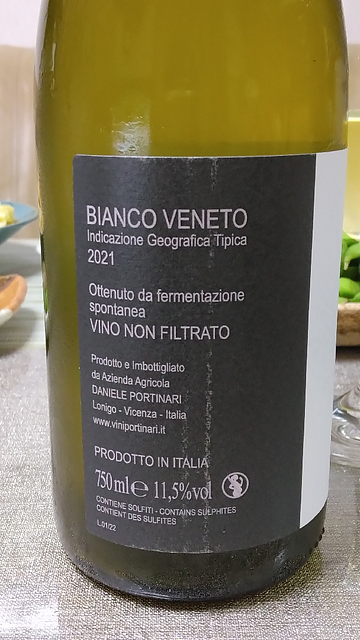 BIANCO VENETO
Indicazione Geografica Tipica
2021
Ottenuto da fermentazione
spontanea
VINO NON FILTRATO
Prodotto e Imbottigliato
da Azienda Agricola
DANIELE PORTINARI
Lonigo - Vicenza - Italia
www.viniportinari.it
PRODOTTO IN ITALIA
750ml℮ 11,5%vol
CONTIENE SOLFITI - CONTAINS SULPHITES
CONTIENT DES SULFITES
L.01/22